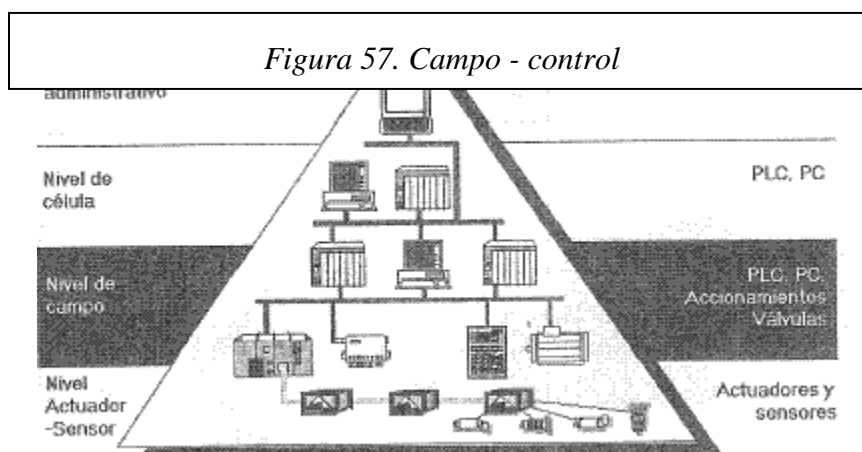 Figura 57. Campo - control
administrativo
Nivel de
célula
PLC, PC
Nivel de
campo
PLC, PC,
Accionamientos
Válvulas
Nivel
Actuador
-Sensor
Actuadores y
sensores